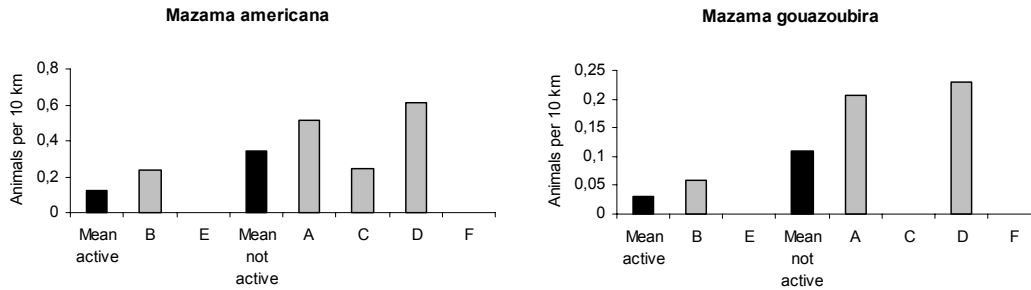 Mazama americana
Animals per 10 km
0,8
0,6
0,4
0,2
0
Mean active B E Mean not active A C D F
Mazama gouazoubira
Animals per 10 km
0,25
0,2
0,15
0,1
0,05
0
Mean active B E Mean not active A C D F